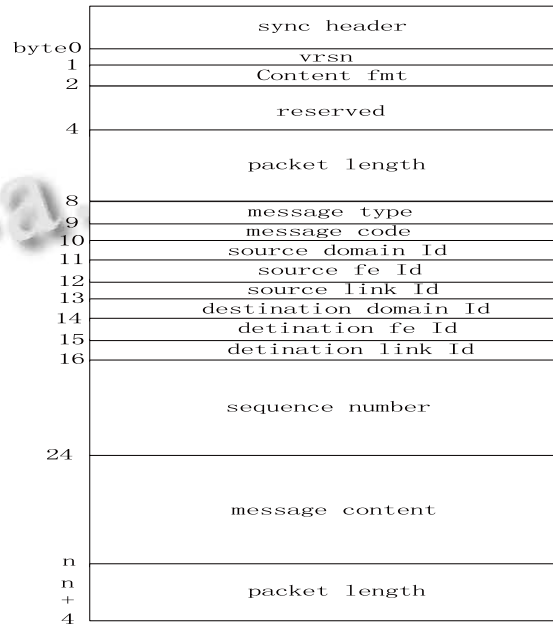 sync header
byte0
vrsn
1
Content fmt
2
reserved
4
packet length
8
message type
9
message code
10
source domain Id
11
source fe Id
12
source link Id
13
destination domain Id
14
detination fe Id
15
detination link Id
16
sequence number
24
message content
n
packet length
n
+
4